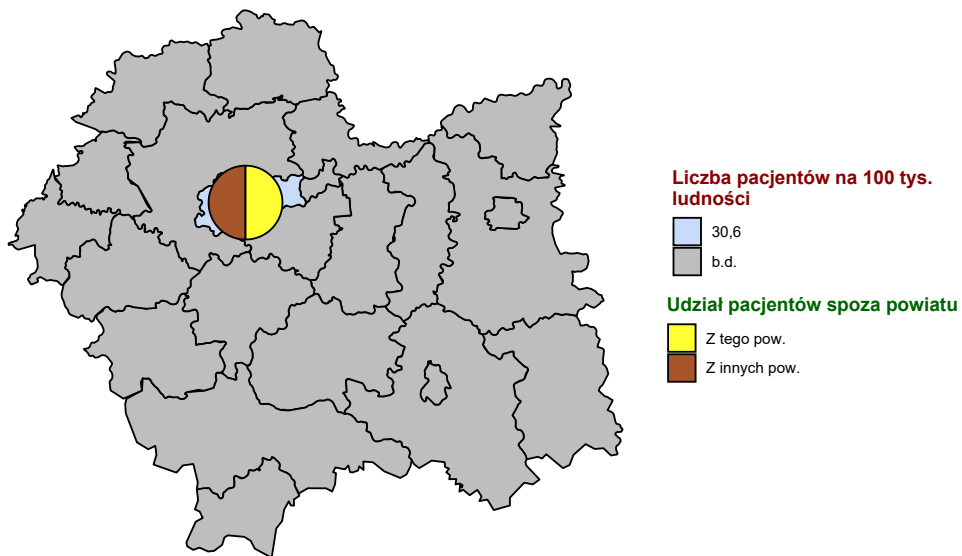 Liczba pacjentów na 100 tys.
ludności
30,6
b.d.
Udział pacjentów spoza powiatu
Z tego pow.
Z innych pow.